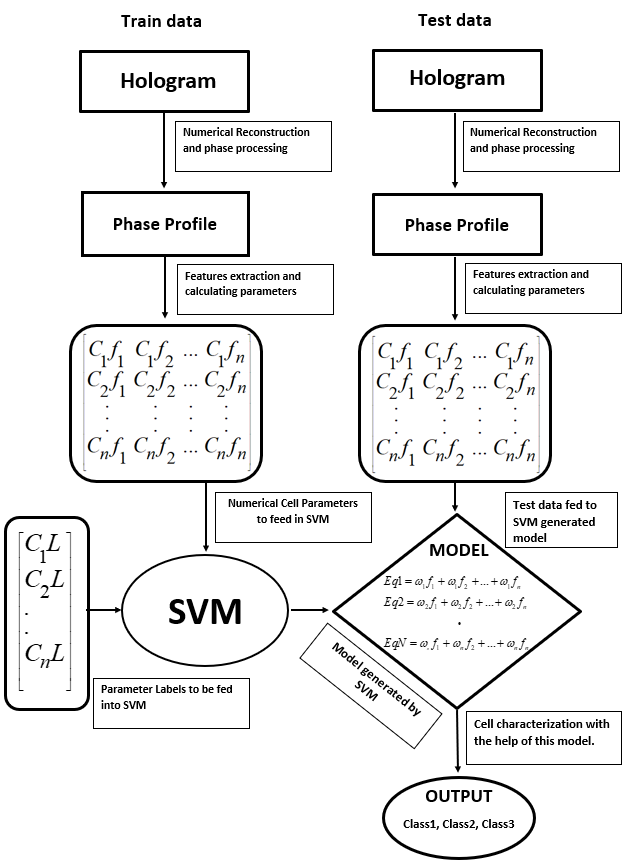 Train data
Test data
Hologram
Hologram
Numerical Reconstruction
and phase processing
Numerical Reconstruction
and phase processing
Phase Profile
Phase Profile
Features extraction and
calculating parameters
Features extraction and
calculating parameters
C₁f₁ C₁f₂ ... C₁fₙ
C₂f₁ C₂f₂ ... C₂fₙ
. . . .
. . . .
Cₙf₁ Cₙf₂ ... Cₙfₙ
C₁f₁ C₁f₂ ... C₁fₙ
C₂f₁ C₂f₂ ... C₂fₙ
. . . .
. . . .
Cₙf₁ Cₙf₂ ... Cₙfₙ
Numerical Cell Parameters
to feed in SVM
Test data fed to
SVM generated
model
C₁L
C₂L
.
.
CₙL
SVM
MODEL
Eq1 = ω₁f₁ + ω₁f₂ + ... + ω₁fₙ
Eq2 = ω₂f₁ + ω₂f₂ + ... + ω₂fₙ
.
EqN = ωₙf₁ + ωₙf₂ + ... + ωₙfₙ
Parameter Labels to be fed
into SVM
Model generated by
SVM
Cell characterization with
the help of this model.
OUTPUT
Class1, Class2, Class3